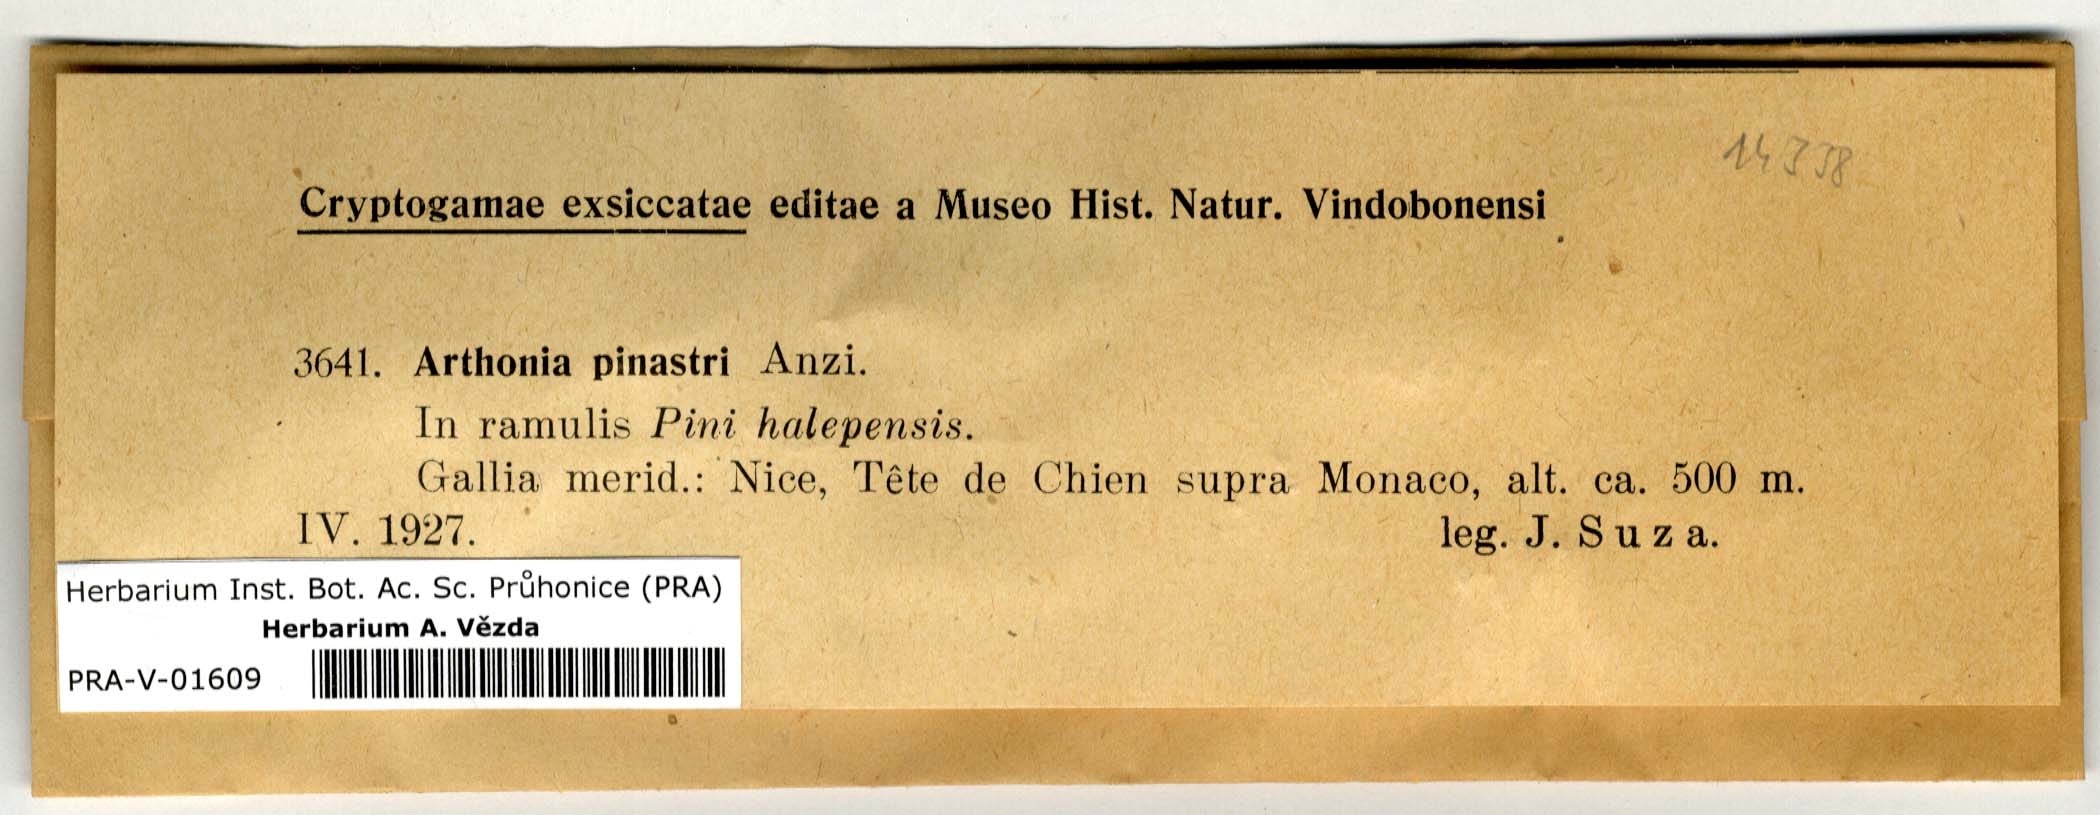 14338
Cryptogamae exsiccatae editae a Museo Hist. Natur. Vindobonensi
3641. Arthonia pinastri Anzi.
In ramulis Pini halepensis.
Gallia merid.: Nice, Tête de Chien supra Monaco, alt. ca. 500 m.
IV. 1927. leg. J. Suza.
Herbarium Inst. Bot. Ac. Sc. Průhonice (PRA)
Herbarium A. Vězda
PRA-V-01609